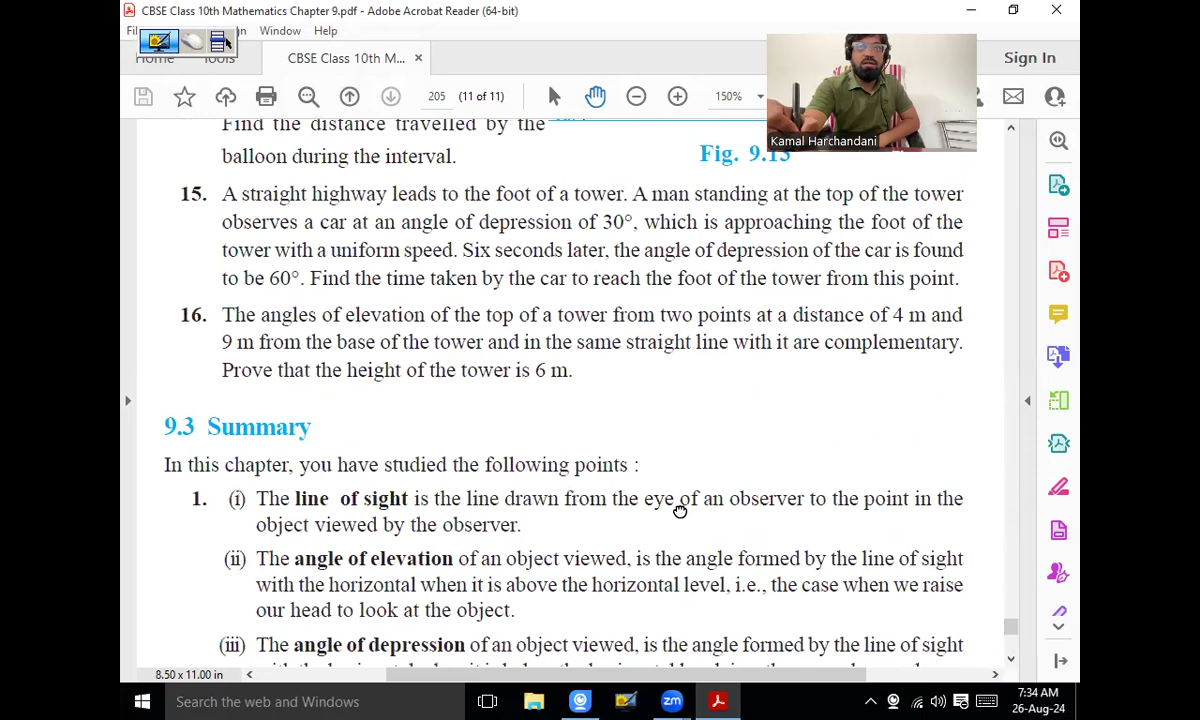 CBSE Class 10th Mathematics Chapter 9.pdf - Adobe Acrobat Reader (64-bit)
Window Help
Home Tools CBSE Class 10th M... × Sign In
205 (11 of 11) 150%
Kamal Harchandani
Find the distance travelled by the
balloon during the interval.
Fig. 9.13
15. A straight highway leads to the foot of a tower. A man standing at the top of the tower
observes a car at an angle of depression of 30°, which is approaching the foot of the
tower with a uniform speed. Six seconds later, the angle of depression of the car is found
to be 60°. Find the time taken by the car to reach the foot of the tower from this point.
16. The angles of elevation of the top of a tower from two points at a distance of 4 m and
9 m from the base of the tower and in the same straight line with it are complementary.
Prove that the height of the tower is 6 m.
9.3 Summary
In this chapter, you have studied the following points :
1. (i) The line of sight is the line drawn from the eye of an observer to the point in the
object viewed by the observer.
(ii) The angle of elevation of an object viewed, is the angle formed by the line of sight
with the horizontal when it is above the horizontal level, i.e., the case when we raise
our head to look at the object.
(iii) The angle of depression of an object viewed, is the angle formed by the line of sight
8.50 x 11.00 in
Search the web and Windows
zm
7:34 AM
26-Aug-24